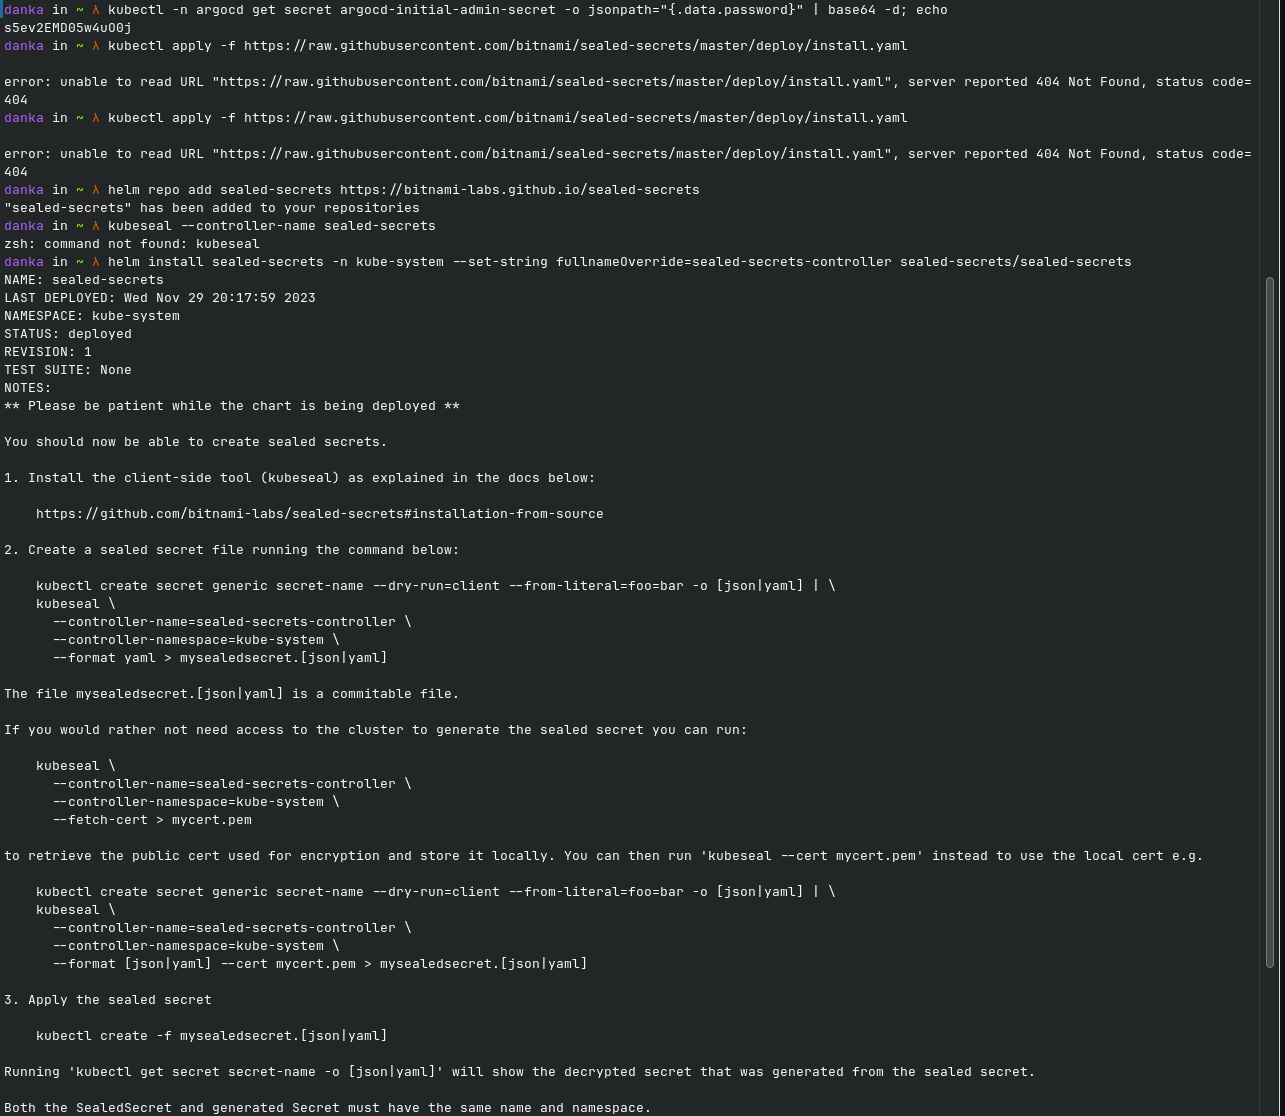 danka in ~ λ kubectl -n argocd get secret argocd-initial-admin-secret -o jsonpath="{.data.password}" | base64 -d; echo
s5ev2EMD05w4uO0j
danka in ~ λ kubectl apply -f https://raw.githubusercontent.com/bitnami/sealed-secrets/master/deploy/install.yaml
error: unable to read URL "https://raw.githubusercontent.com/bitnami/sealed-secrets/master/deploy/install.yaml", server reported 404 Not Found, status code=
404
danka in ~ λ kubectl apply -f https://raw.githubusercontent.com/bitnami/sealed-secrets/master/deploy/install.yaml
error: unable to read URL "https://raw.githubusercontent.com/bitnami/sealed-secrets/master/deploy/install.yaml", server reported 404 Not Found, status code=
404
danka in ~ λ helm repo add sealed-secrets https://bitnami-labs.github.io/sealed-secrets
"sealed-secrets" has been added to your repositories
danka in ~ λ kubeseal --controller-name sealed-secrets
zsh: command not found: kubeseal
danka in ~ λ helm install sealed-secrets -n kube-system --set-string fullnameOverride=sealed-secrets-controller sealed-secrets/sealed-secrets
NAME: sealed-secrets
LAST DEPLOYED: Wed Nov 29 20:17:59 2023
NAMESPACE: kube-system
STATUS: deployed
REVISION: 1
TEST SUITE: None
NOTES:
** Please be patient while the chart is being deployed **
You should now be able to create sealed secrets.
1. Install the client-side tool (kubeseal) as explained in the docs below:
https://github.com/bitnami-labs/sealed-secrets#installation-from-source
2. Create a sealed secret file running the command below:
kubectl create secret generic secret-name --dry-run=client --from-literal=foo=bar -o [json|yaml] | \
kubeseal \
--controller-name=sealed-secrets-controller \
--controller-namespace=kube-system \
--format yaml > mysealedsecret.[json|yaml]
The file mysealedsecret.[json|yaml] is a commitable file.
If you would rather not need access to the cluster to generate the sealed secret you can run:
kubeseal \
--controller-name=sealed-secrets-controller \
--controller-namespace=kube-system \
--fetch-cert > mycert.pem
to retrieve the public cert used for encryption and store it locally. You can then run 'kubeseal --cert mycert.pem' instead to use the local cert e.g.
kubectl create secret generic secret-name --dry-run=client --from-literal=foo=bar -o [json|yaml] | \
kubeseal \
--controller-name=sealed-secrets-controller \
--controller-namespace=kube-system \
--format [json|yaml] --cert mycert.pem > mysealedsecret.[json|yaml]
3. Apply the sealed secret
kubectl create -f mysealedsecret.[json|yaml]
Running 'kubectl get secret secret-name -o [json|yaml]' will show the decrypted secret that was generated from the sealed secret.
Both the SealedSecret and generated Secret must have the same name and namespace.